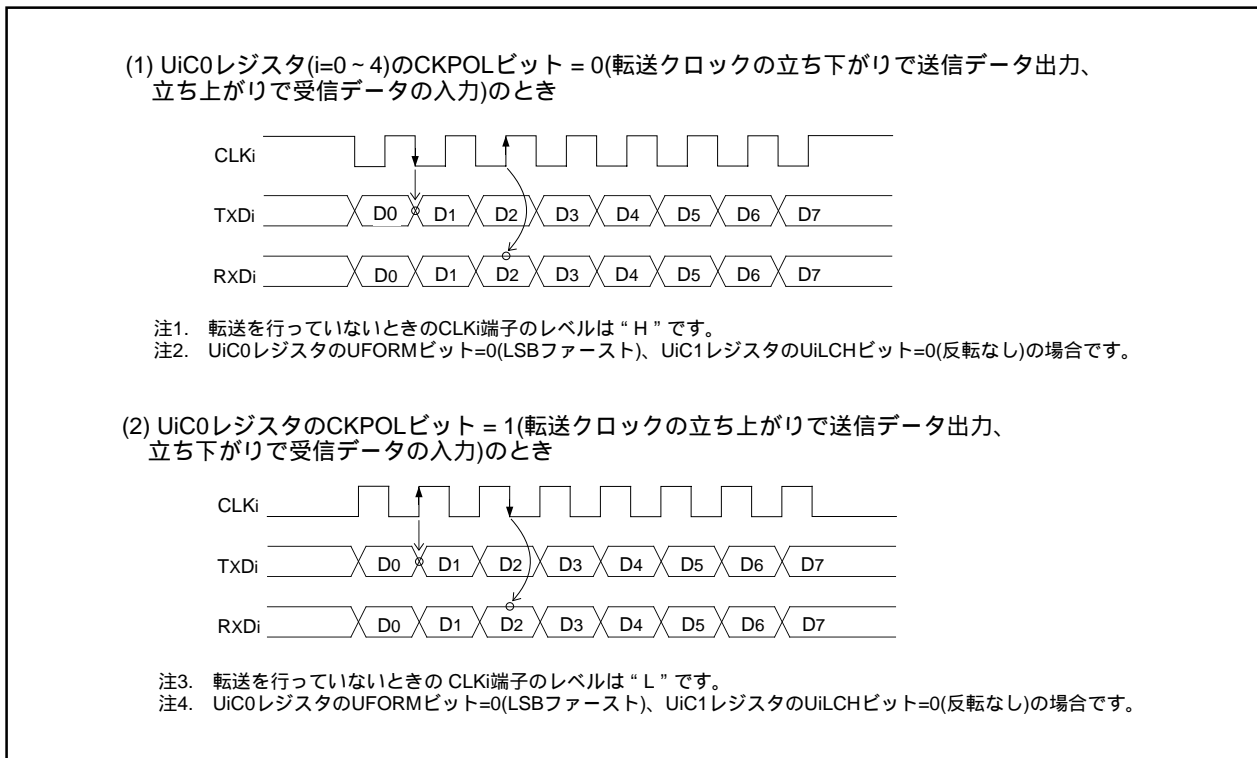 (1) UiC0レジスタ(i=0~4)のCKPOLビット = 0(転送クロックの立ち下がりで送信データ出力、
立ち上がりで受信データの入力)のとき
CLKi
TXDi D0 D1 D2 D3 D4 D5 D6 D7
RXDi D0 D1 D2 D3 D4 D5 D6 D7
注1. 転送を行っていないときのCLKi端子のレベルは“H”です。
注2. UiC0レジスタのUFORMビット=0(LSBファースト)、UiC1レジスタのUiLCHビット=0(反転なし)の場合です。
(2) UiC0レジスタのCKPOLビット = 1(転送クロックの立ち上がりで送信データ出力、
立ち下がりで受信データの入力)のとき
CLKi
TXDi D0 D1 D2 D3 D4 D5 D6 D7
RXDi D0 D1 D2 D3 D4 D5 D6 D7
注3. 転送を行っていないときの CLKi端子のレベルは“L”です。
注4. UiC0レジスタのUFORMビット=0(LSBファースト)、UiC1レジスタのUiLCHビット=0(反転なし)の場合です。